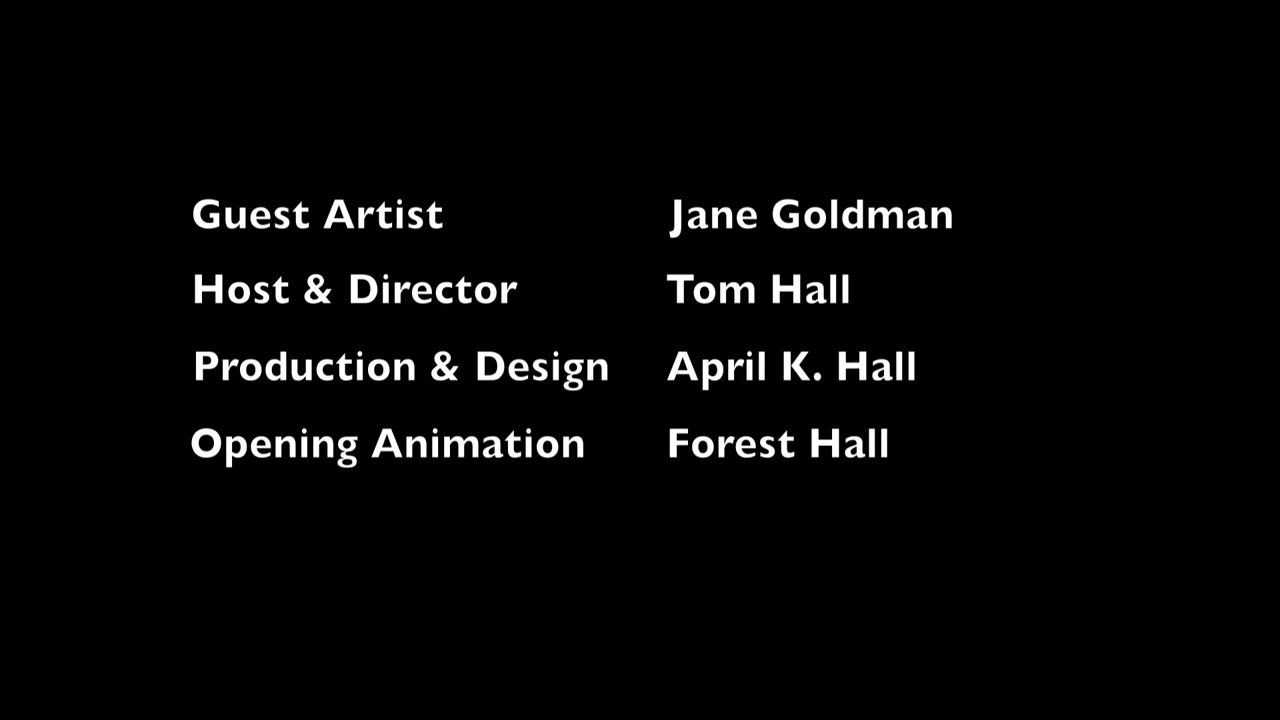 Guest Artist Jane Goldman
Host & Director Tom Hall
Production & Design April K. Hall
Opening Animation Forest Hall